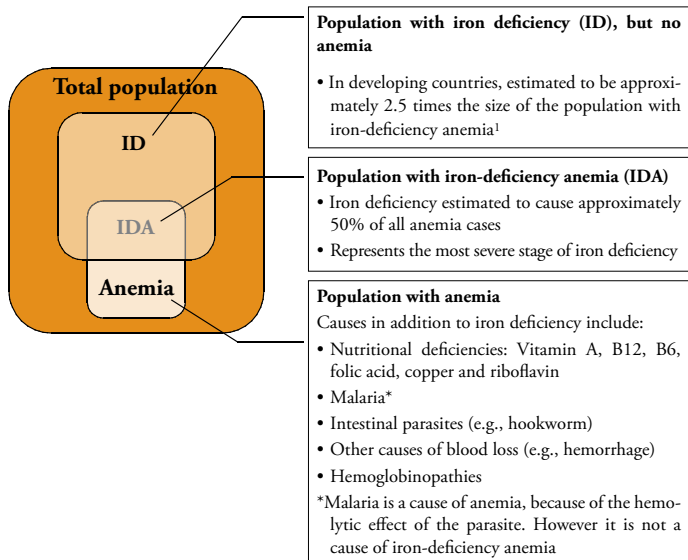 Total population
ID
IDA
Anemia
Population with iron deficiency (ID), but no
anemia
• In developing countries, estimated to be approxi-
mately 2.5 times the size of the population with
iron-deficiency anemia¹
Population with iron-deficiency anemia (IDA)
• Iron deficiency estimated to cause approximately
50% of all anemia cases
• Represents the most severe stage of iron deficiency
Population with anemia
Causes in addition to iron deficiency include:
• Nutritional deficiencies: Vitamin A, B12, B6,
folic acid, copper and riboflavin
• Malaria*
• Intestinal parasites (e.g., hookworm)
• Other causes of blood loss (e.g., hemorrhage)
• Hemoglobinopathies
*Malaria is a cause of anemia, because of the hemo-
lytic effect of the parasite. However it is not a
cause of iron-deficiency anemia